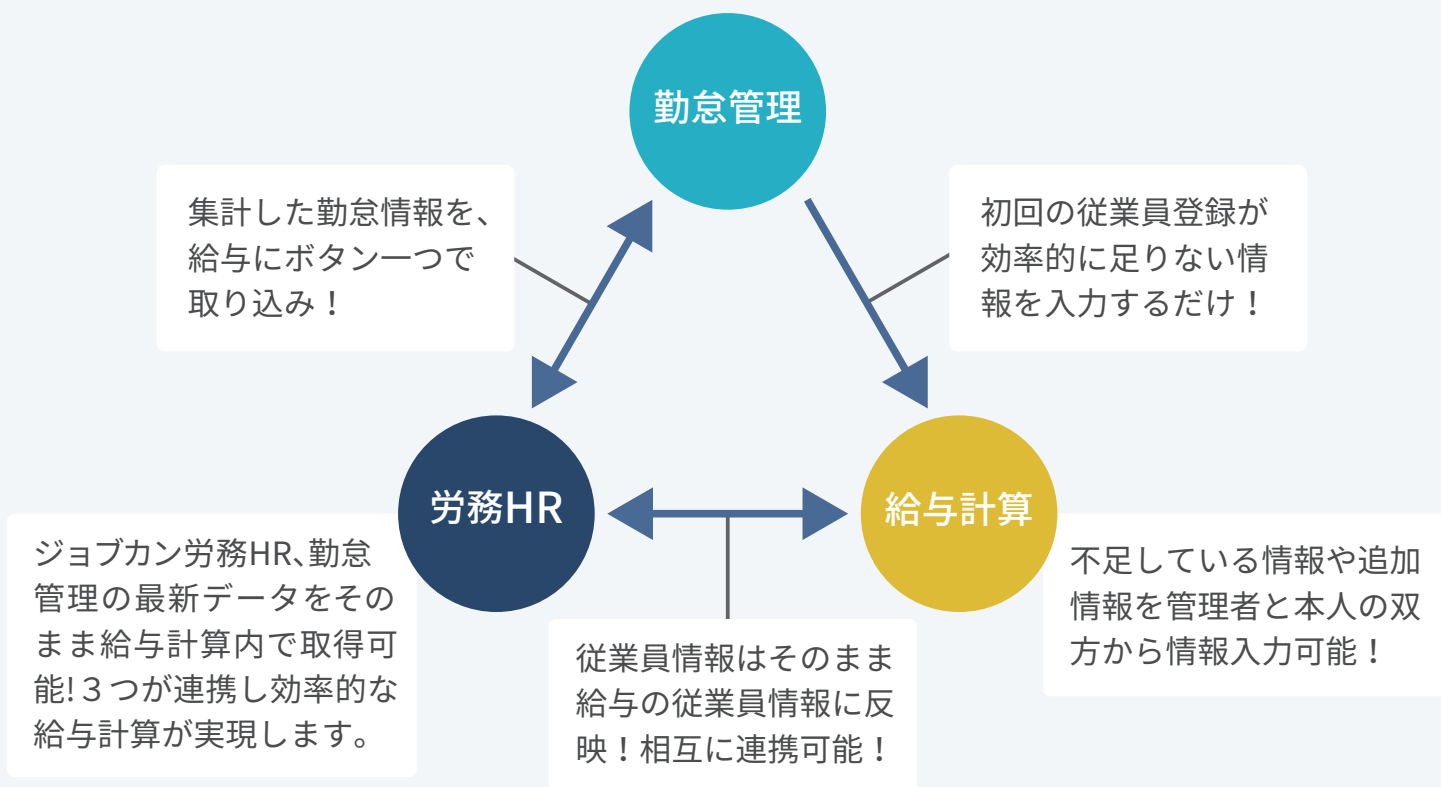 勤怠管理
集計した勤怠情報を、
給与にボタン一つで
取り込み！
初回の従業員登録が
効率的に足りない情
報を入力するだけ！
労務HR
給与計算
ジョブカン労務HR、勤怠
管理の最新データをその
まま給与計算内で取得可
能!３つが連携し効率的な
給与計算が実現します。
従業員情報はそのまま
給与の従業員情報に反
映！相互に連携可能！
不足している情報や追加
情報を管理者と本人の双
方から情報入力可能！